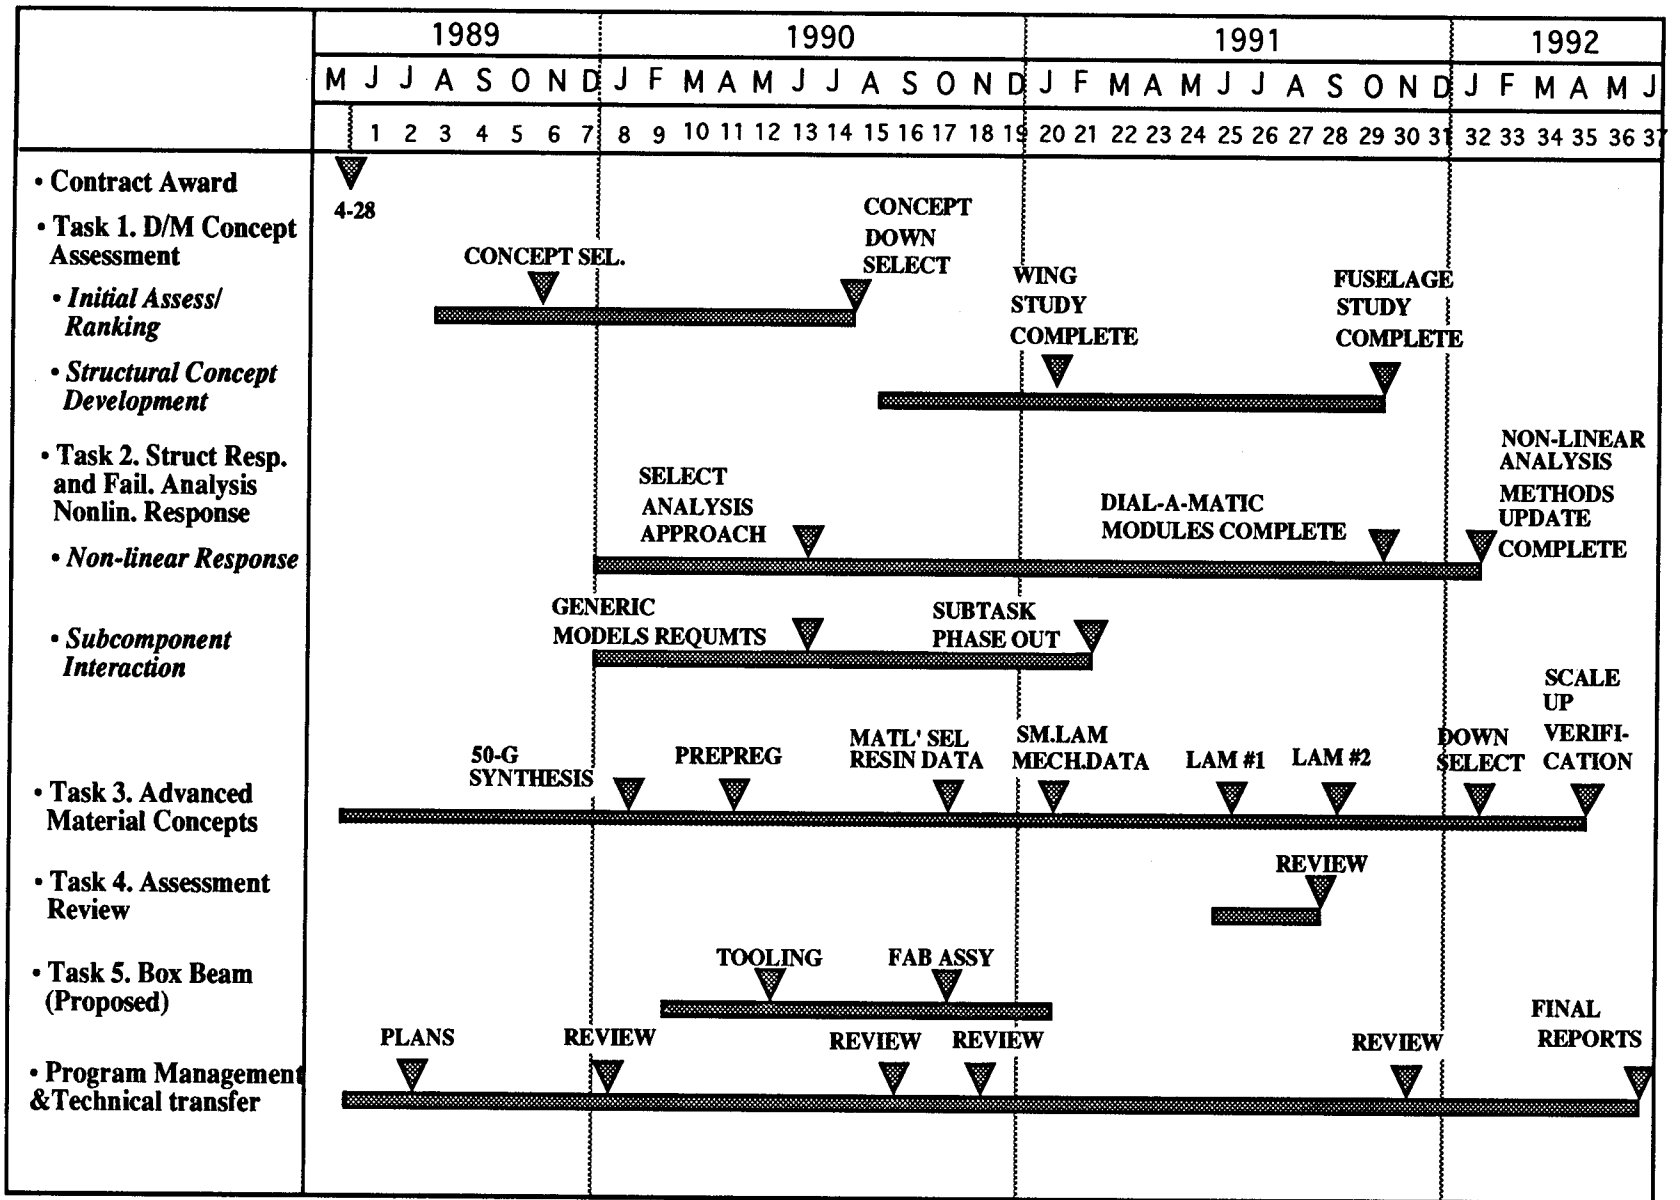 1989 1990 1991 1992
M J J A S O N D J F M A M J J A S O N D J F M A M J J A S O N D J F M A M J
1 2 3 4 5 6 7 8 9 10 11 12 13 14 15 16 17 18 19 20 21 22 23 24 25 26 27 28 29 30 31 32 33 34 35 36 37
• Contract Award
4-28
• Task 1. D/M Concept
Assessment
CONCEPT SEL.
CONCEPT
DOWN
SELECT
• Initial Assess/
Ranking
WING
STUDY
COMPLETE
FUSELAGE
STUDY
COMPLETE
• Structural Concept
Development
• Task 2. Struct Resp.
and Fail. Analysis
Nonlin. Response
SELECT
ANALYSIS
APPROACH
DIAL-A-MATIC
MODULES COMPLETE
NON-LINEAR
ANALYSIS
METHODS
UPDATE
COMPLETE
• Non-linear Response
GENERIC
MODELS REQUMTS
SUBTASK
PHASE OUT
• Subcomponent
Interaction
50-G
SYNTHESIS
PREPREG
MATL' SEL
RESIN DATA
SM.LAM
MECH.DATA
LAM #1
LAM #2
DOWN
SELECT
SCALE
UP
VERIFI-
CATION
• Task 3. Advanced
Material Concepts
• Task 4. Assessment
Review
REVIEW
• Task 5. Box Beam
(Proposed)
TOOLING
FAB ASSY
PLANS
REVIEW
REVIEW
REVIEW
REVIEW
FINAL
REPORTS
• Program Management
&Technical transfer